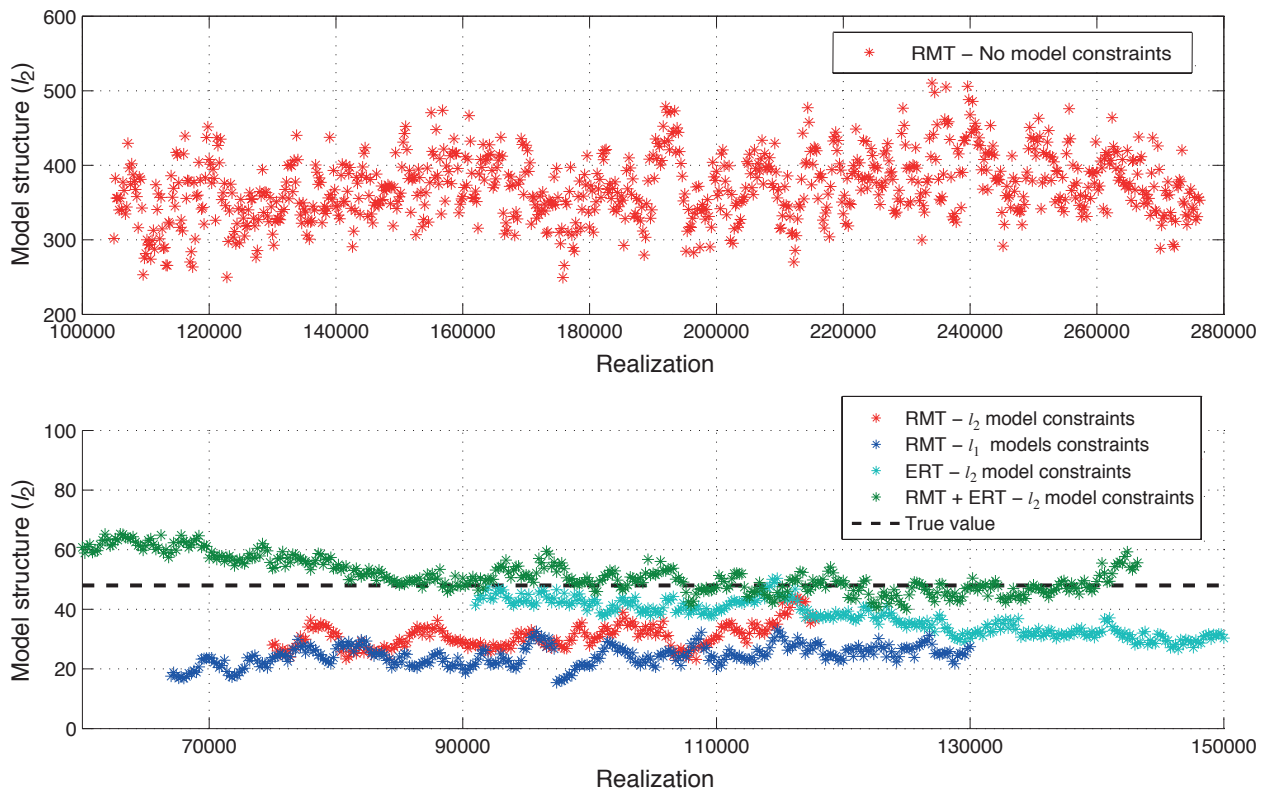 600
500
400
300
200
Model structure (l2)
RMT – No model constraints
100000 120000 140000 160000 180000 200000 220000 240000 260000 280000
Realization
100
80
60
40
20
0
Model structure (l2)
RMT – l2 model constraints
RMT – l1 models constraints
ERT – l2 model constraints
RMT + ERT – l2 model constraints
True value
70000 90000 110000 130000 150000
Realization